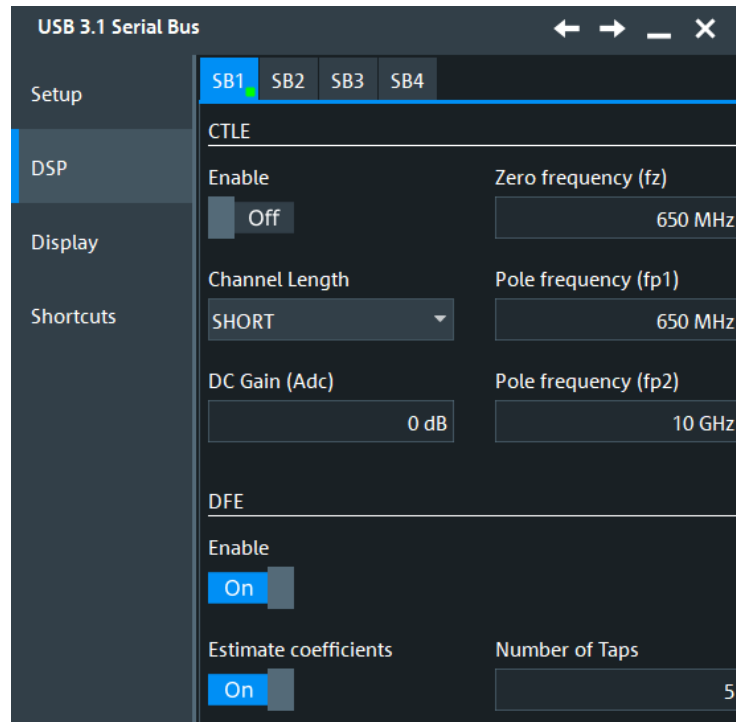 USB 3.1 Serial Bus
Setup
DSP
Display
Shortcuts
SB1 SB2 SB3 SB4
CTLE
Enable Zero frequency (fz)
Off 650 MHz
Channel Length Pole frequency (fp1)
SHORT 650 MHz
DC Gain (Adc) Pole frequency (fp2)
0 dB 10 GHz
DFE
Enable
On
Estimate coefficients Number of Taps
On 5